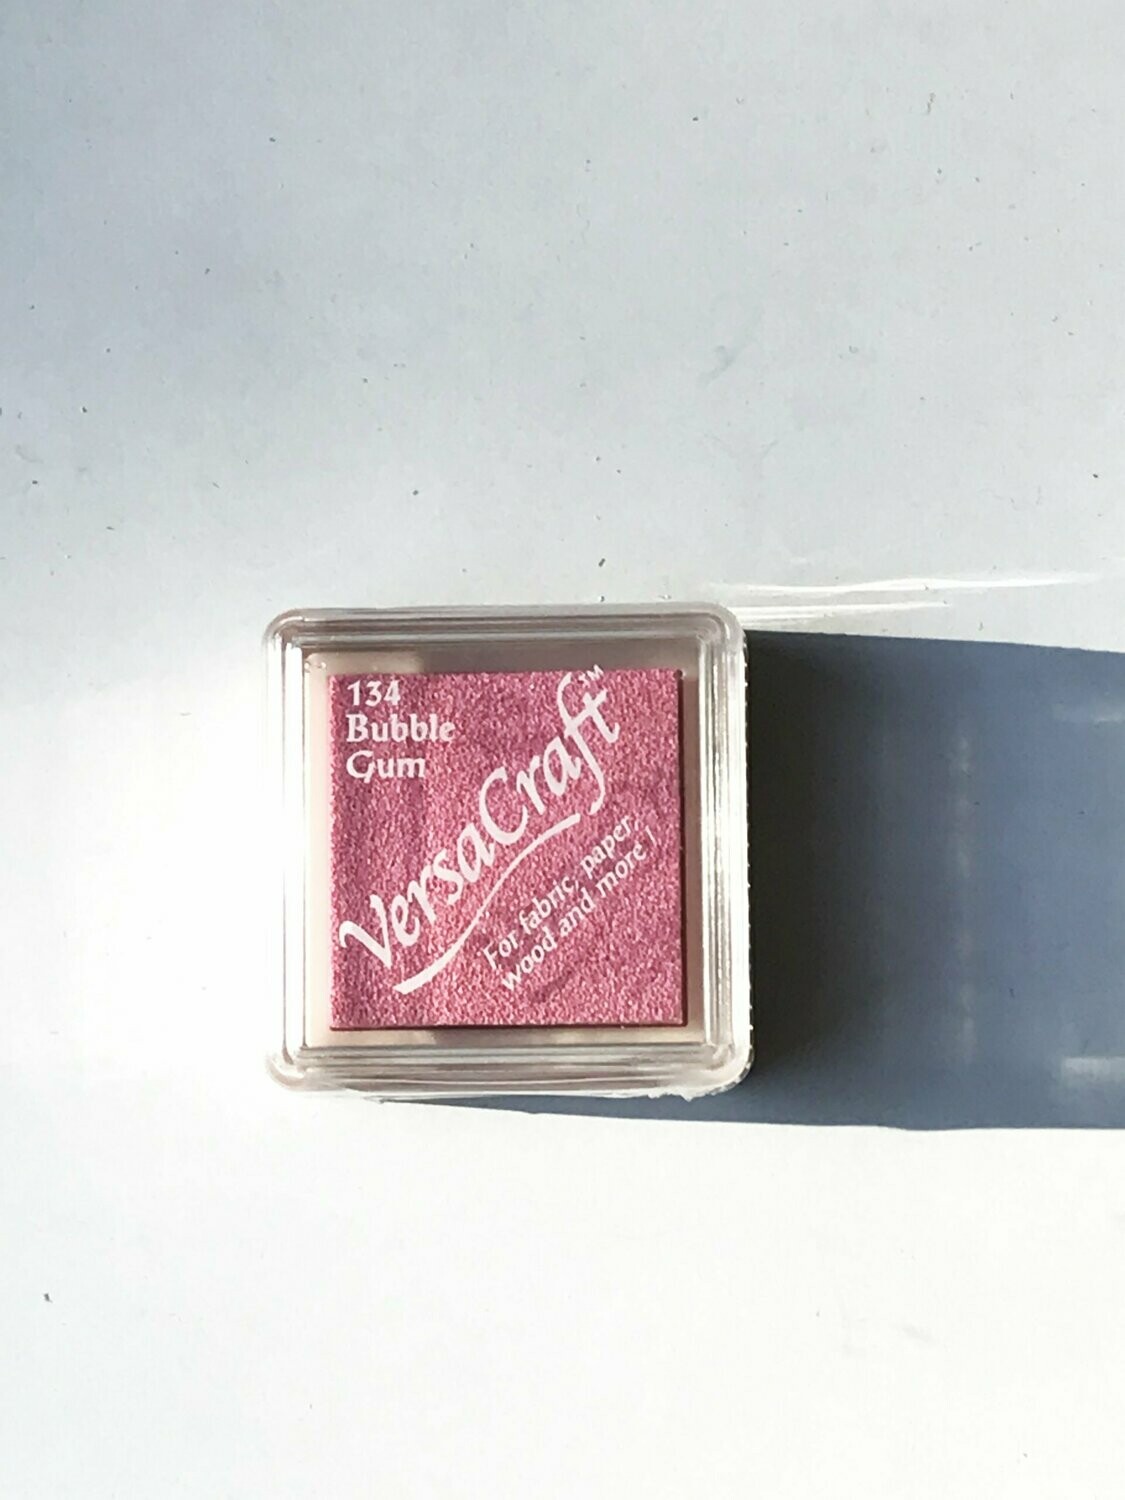 134
Bubble
Gum
VersaCraft™
For fabric, paper,
wood and more !